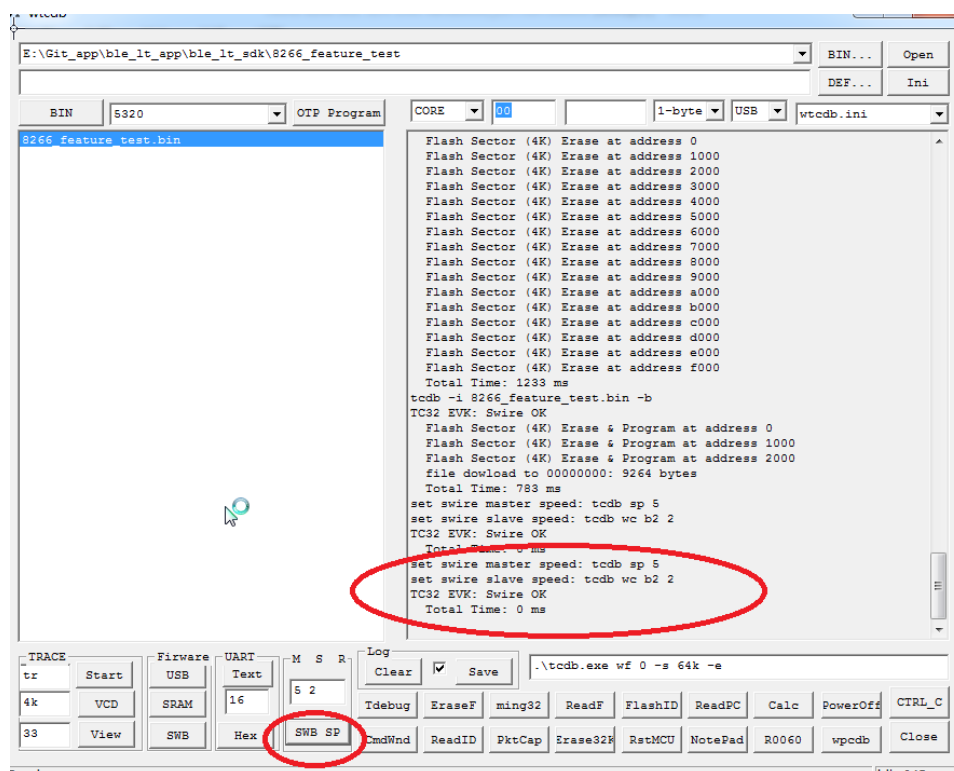 wtcdb
E:\Git_app\ble_lt_app\ble_lt_sdk\8266_feature_test BIN... Open
DEF... Ini
BIN 5320 OTP Program CORE 00 1-byte USB wtcdb.ini
8266_feature_test.bin
Flash Sector (4K) Erase at address 0
Flash Sector (4K) Erase at address 1000
Flash Sector (4K) Erase at address 2000
Flash Sector (4K) Erase at address 3000
Flash Sector (4K) Erase at address 4000
Flash Sector (4K) Erase at address 5000
Flash Sector (4K) Erase at address 6000
Flash Sector (4K) Erase at address 7000
Flash Sector (4K) Erase at address 8000
Flash Sector (4K) Erase at address 9000
Flash Sector (4K) Erase at address a000
Flash Sector (4K) Erase at address b000
Flash Sector (4K) Erase at address c000
Flash Sector (4K) Erase at address d000
Flash Sector (4K) Erase at address e000
Flash Sector (4K) Erase at address f000
Total Time: 1233 ms
tcdb -i 8266_feature_test.bin -b
TC32 EVK: Swire OK
Flash Sector (4K) Erase & Program at address 0
Flash Sector (4K) Erase & Program at address 1000
Flash Sector (4K) Erase & Program at address 2000
file dowload to 00000000: 9264 bytes
Total Time: 783 ms
set swire master speed: tcdb sp 5
set swire slave speed: tcdb wc b2 2
TC32 EVK: Swire OK
Total Time: 0 ms
set swire master speed: tcdb sp 5
set swire slave speed: tcdb wc b2 2
TC32 EVK: Swire OK
Total Time: 0 ms
TRACE Firware UART M S R Log
tr Start USB Text Clear Save .\tcdb.exe wf 0 -s 64k -e
4k VCD SRAM 16 5 2 Tdebug EraseF ming32 ReadF FlashID ReadPC Calc PowerOff CTRL_C
33 View SWB Hex SWB SP CmdWnd ReadID PktCap Erase32K RstMCU NotePad R0060 wpcdb Close